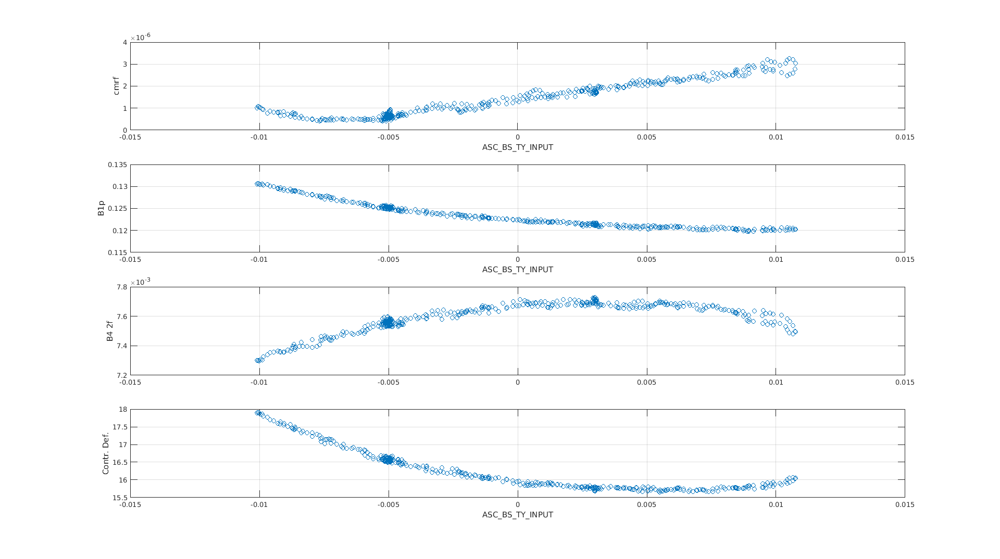 ×10-6
4
3
2
1
0
cmrf
-0.015 -0.01 -0.005 0 0.005 0.01 0.015
ASC_BS_TY_INPUT
0.135
0.13
0.125
0.12
0.115
B1p
-0.015 -0.01 -0.005 0 0.005 0.01 0.015
ASC_BS_TY_INPUT
×10-3
7.8
7.6
7.4
7.2
B4 2f
-0.015 -0.01 -0.005 0 0.005 0.01 0.015
18
17.5
17
16.5
16
15.5
Contr. Def.
-0.015 -0.01 -0.005 0 0.005 0.01 0.015
ASC_BS_TY_INPUT